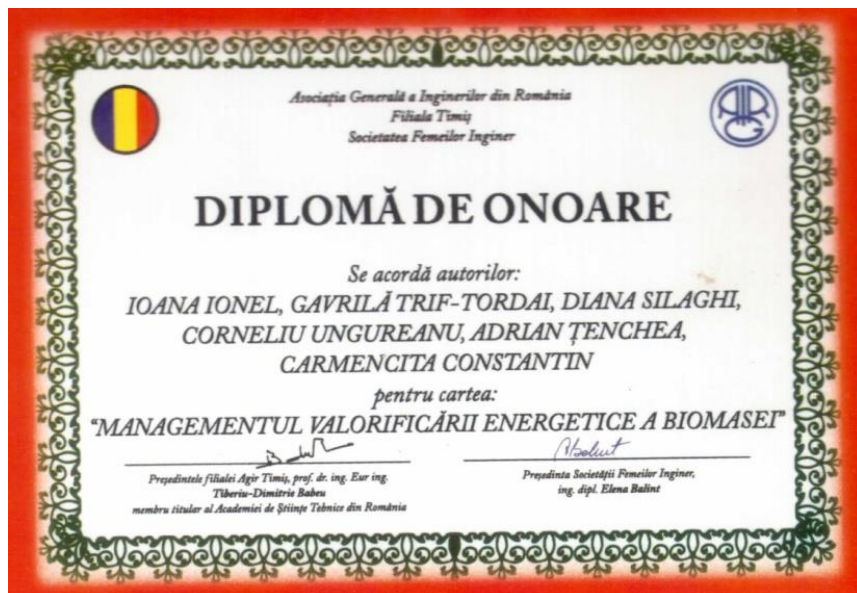 Asociația Generală a Inginerilor din România
Filiala Timiș
Societatea Femeilor Inginer
AGIR
DIPLOMĂ DE ONOARE
Se acordă autorilor:
IOANA IONEL, GAVRILĂ TRIF-TORDAI, DIANA SILAGHI,
CORNELIU UNGUREANU, ADRIAN ȚENCHEA,
CARMENCITA CONSTANTIN
pentru cartea:
"MANAGEMENTUL VALORIFICĂRII ENERGETICE A BIOMASEI"
Președintele filialei Agir Timiș, prof. dr. ing. Eur ing.
Tiberiu-Dimitrie Babeu
membru titular al Academiei de Științe Tehnice din România
Președinta Societății Femeilor Inginer,
ing. dipl. Elena Balint